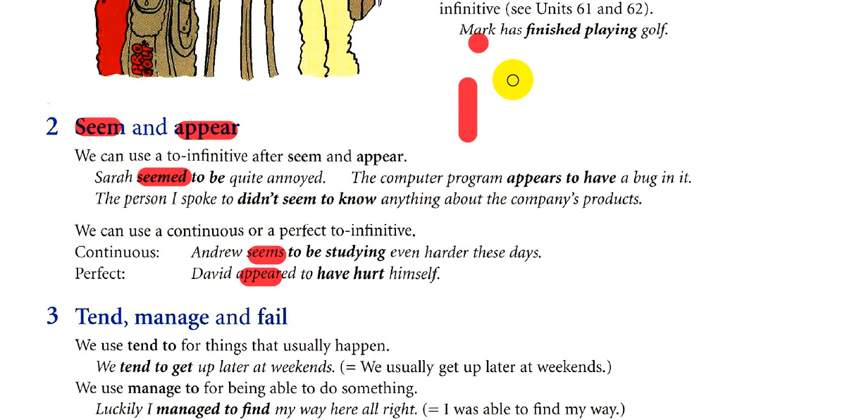 infinitive (see Units 61 and 62).
Mark has finished playing golf.
PRO GOLF
2 Seem and appear
We can use a to-infinitive after seem and appear.
Sarah seemed to be quite annoyed. The computer program appears to have a bug in it.
The person I spoke to didn't seem to know anything about the company's products.
We can use a continuous or a perfect to-infinitive.
Continuous: Andrew seems to be studying even harder these days.
Perfect: David appeared to have hurt himself.
3 Tend, manage and fail
We use tend to for things that usually happen.
We tend to get up later at weekends. (= We usually get up later at weekends.)
We use manage to for being able to do something.
Luckily I managed to find my way here all right. (= I was able to find my way.)